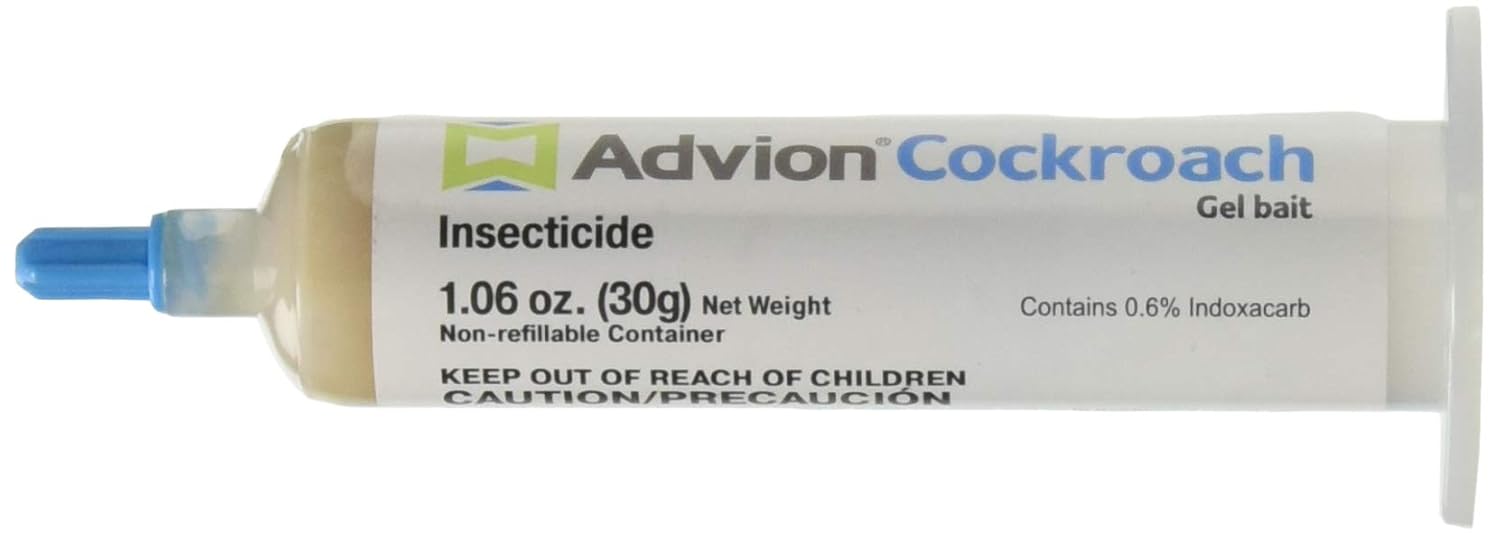 Advion® Cockroach
Gel bait
Insecticide
1.06 oz. (30g) Net Weight
Non-refillable Container
Contains 0.6% Indoxacarb
KEEP OUT OF REACH OF CHILDREN
CAUTION/PRECAUCIÓN